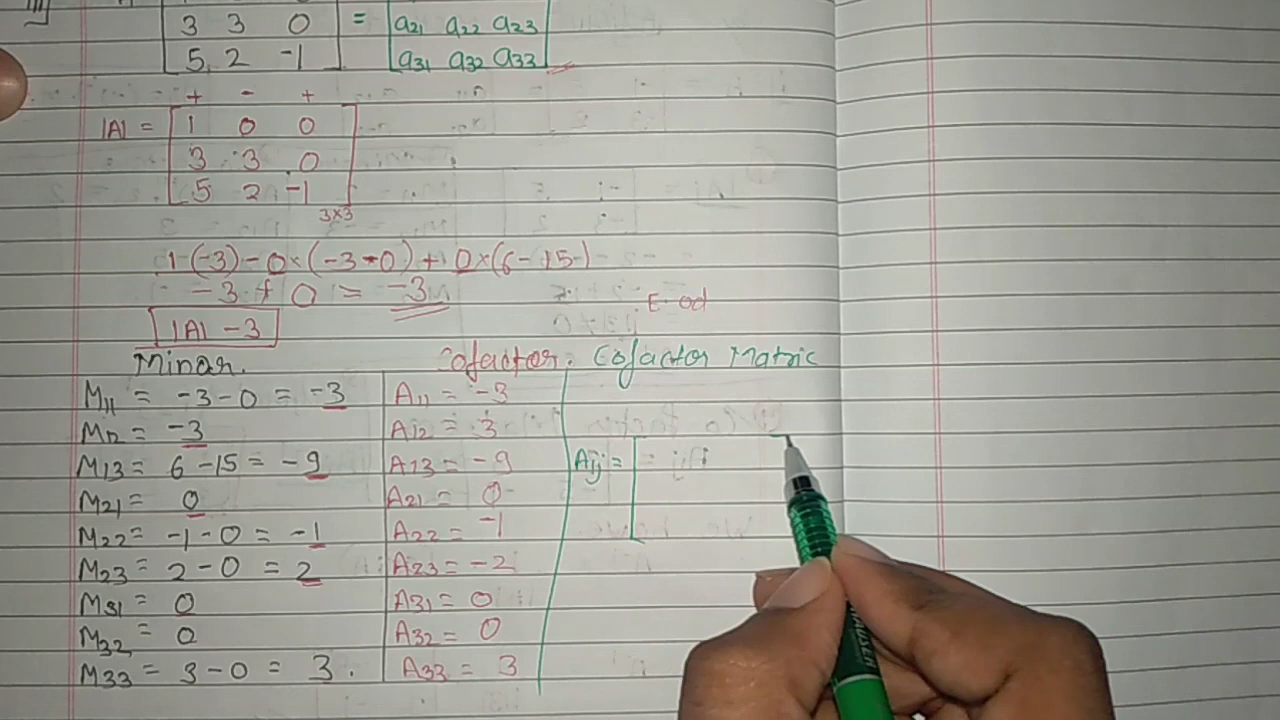 3 3 0 = a21 a22 a23
5, 2 -1 a31 a32 a33
+ - +
|A| = 1 0 0
3 3 0
5 2 -1
3×3
1(-3)-0×(-3-0)+0×(6-15)
-3+0 = -3
E-od
|A| -3
Minar. Cofactor. Cofactor Matric
M11 = -3-0 = -3 A11 = -3
M12 = -3 A12 = 3
M13 = 6-15 = -9 A13 = -9 Aij =
M21 = 0 A21 = 0
M22 = -1-0 = -1 A22 = -1
M23 = 2-0 = 2 A23 = -2
M31 = 0 A31 = 0
M32 = 0 A32 = 0
M33 = 3-0 = 3. A33 = 3